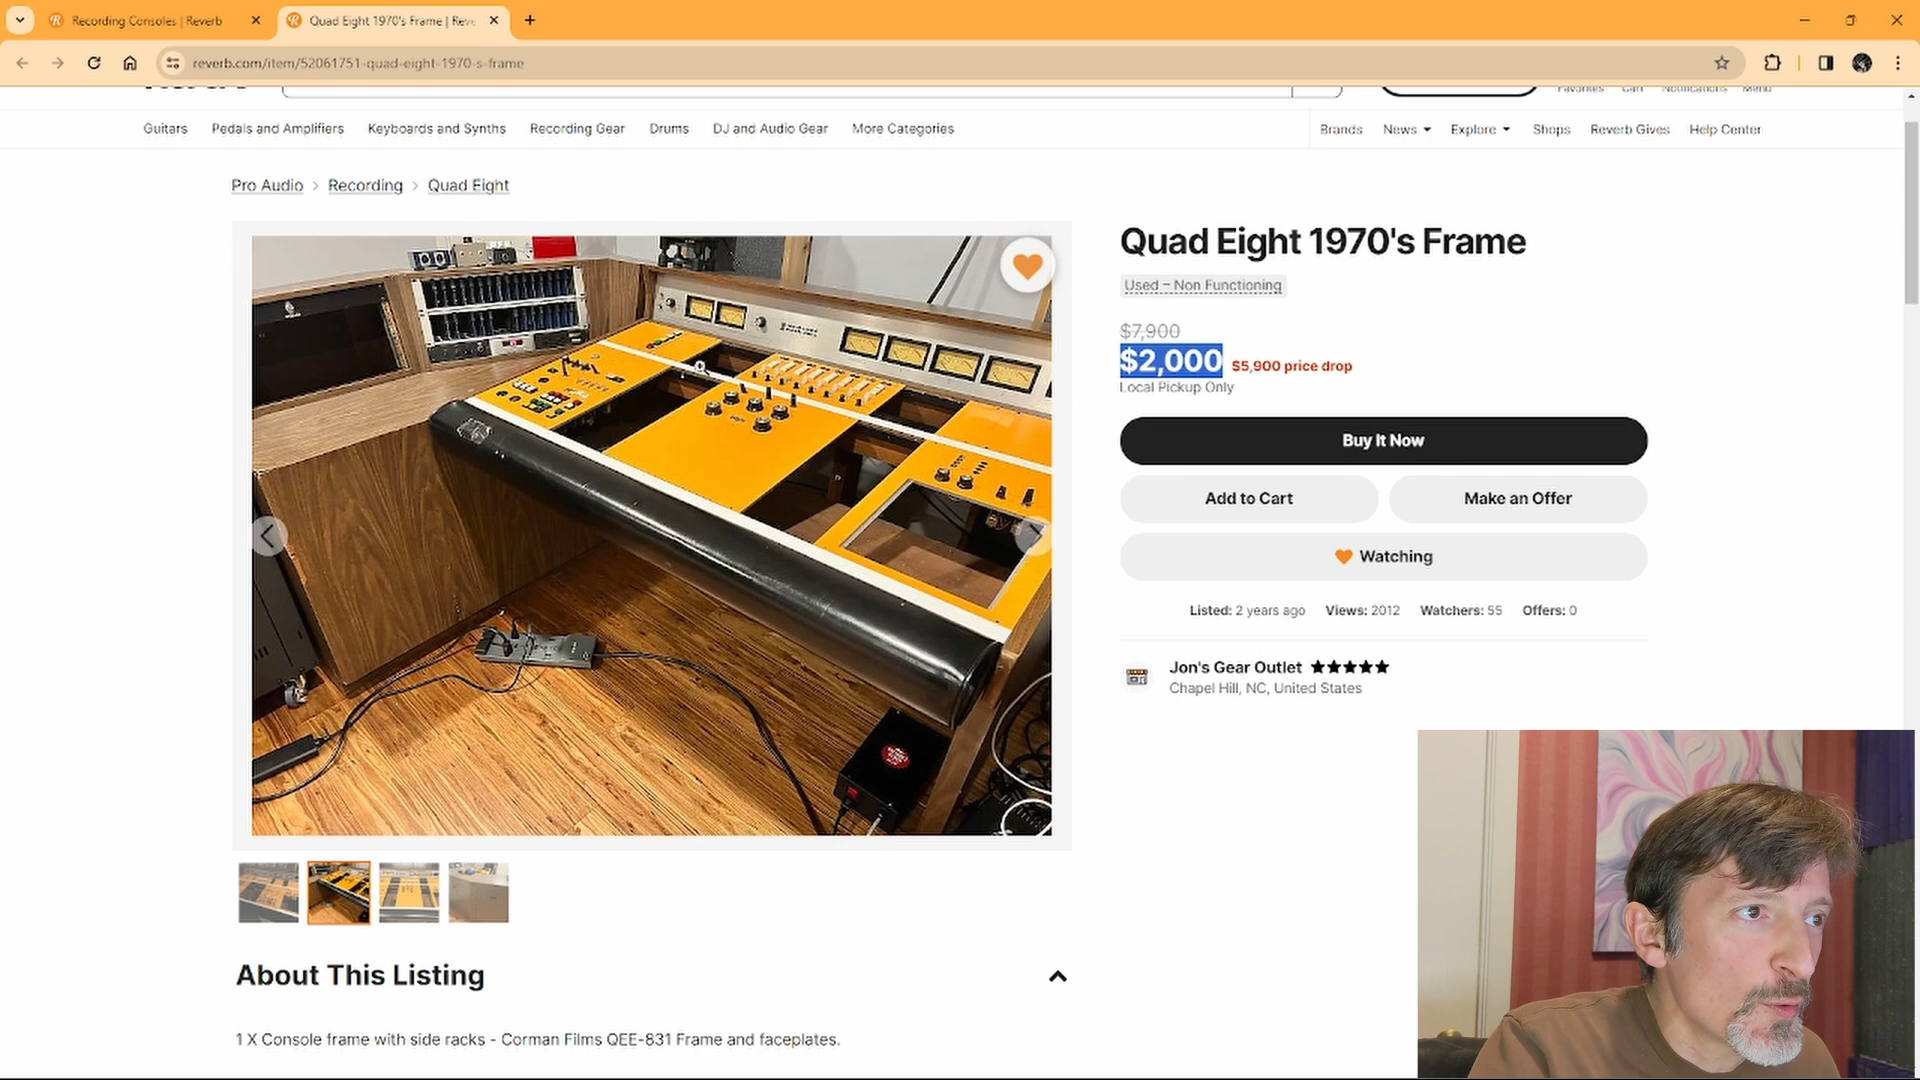 Recording Consoles | Reverb
Quad Eight 1970's Frame | Reve
reverb.com/item/52061751-quad-eight-1970-s-frame
Favorites Cart Notifications Menu
Guitars Pedals and Amplifiers Keyboards and Synths Recording Gear Drums DJ and Audio Gear More Categories Brands News Explore Shops Reverb Gives Help Center
Pro Audio > Recording > Quad Eight
Quad Eight 1970's Frame
Used – Non Functioning
$7,900
$2,000 $5,900 price drop
Local Pickup Only
Buy It Now
Add to Cart Make an Offer
Watching
Listed: 2 years ago Views: 2012 Watchers: 55 Offers: 0
Jon's Gear Outlet ★★★★★
Chapel Hill, NC, United States
About This Listing
1 X Console frame with side racks - Corman Films QEE-831 Frame and faceplates.